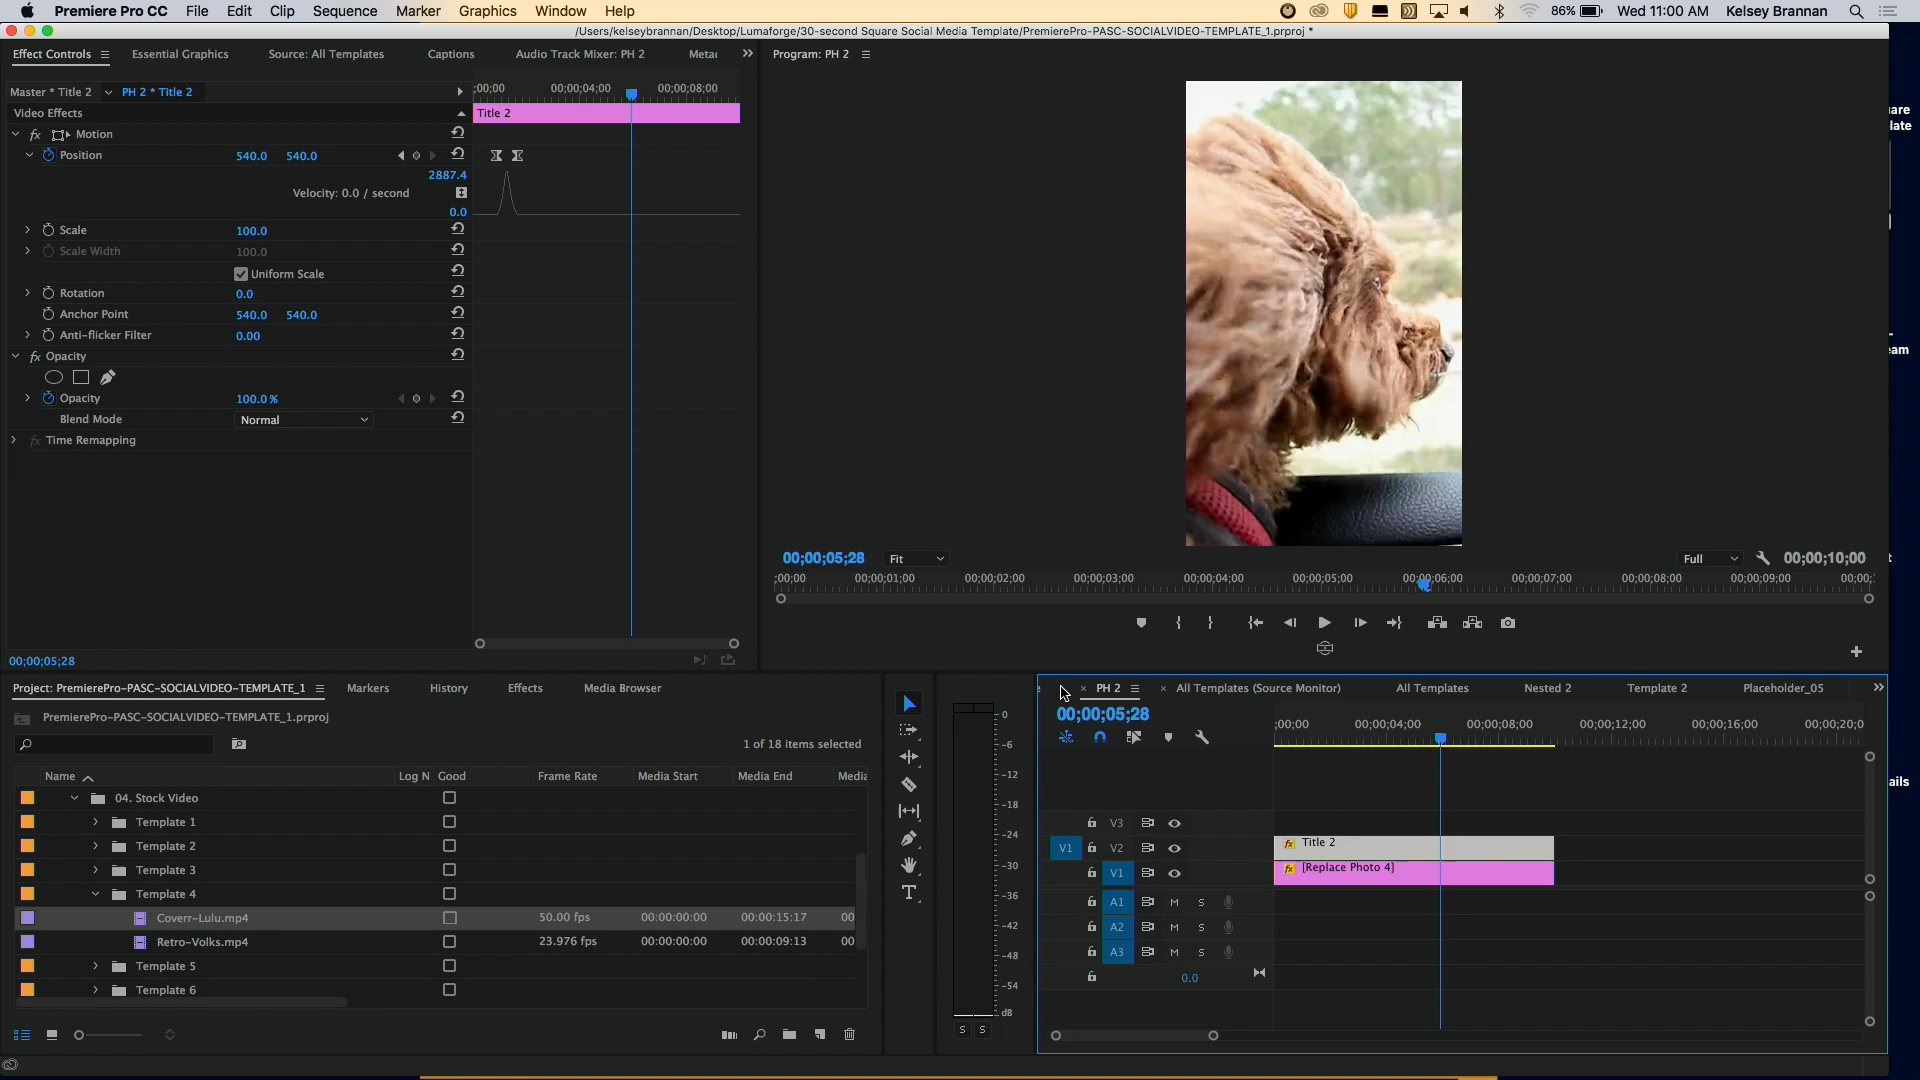 Premiere Pro CC File Edit Clip Sequence Marker Graphics Window Help 86% Wed 11:00 AM Kelsey Brannan
/Users/kelseybrannan/Desktop/Lumaforge/30-second Square Social Media Template/PremierePro-PASC-SOCIALVIDEO-TEMPLATE_1.prproj *
Effect Controls Essential Graphics Source: All Templates Captions Audio Track Mixer: PH 2 Metad
Master * Title 2 PH 2 * Title 2
;00;00 00;00;04;00 00;00;08;00
Video Effects
Title 2
fx Motion
Position 540.0 540.0
2887.4
Velocity: 0.0 / second
0.0
Scale 100.0
Scale Width 100.0
Uniform Scale
Rotation 0.0
Anchor Point 540.0 540.0
Anti-flicker Filter 0.00
fx Opacity
Opacity 100.0 %
Blend Mode Normal
fx Time Remapping
00;00;05;28
Program: PH 2
00;00;05;28 Fit Full 00;00;10;00
;00;00 00;00;01;00 00;00;02;00 00;00;03;00 00;00;04;00 00;00;05;00 00;00;06;00 00;00;07;00 00;00;08;00 00;00;09;00 00;00;
Project: PremierePro-PASC-SOCIALVIDEO-TEMPLATE_1 Markers History Effects Media Browser
PremierePro-PASC-SOCIALVIDEO-TEMPLATE_1.prproj
1 of 18 items selected
Name Log N Good Frame Rate Media Start Media End Media
04. Stock Video
Template 1
Template 2
Template 3
Template 4
Coverr-Lulu.mp4 50.00 fps 00:00:00:00 00:00:15:17 00
Retro-Volks.mp4 23.976 fps 00:00:00:00 00:00:09:13 00
Template 5
Template 6
0
-6
-12
-18
-24
-30
-36
-42
-48
-54
dB
S S
PH 2 All Templates (Source Monitor) All Templates Nested 2 Template 2 Placeholder_05
00;00;05;28
;00;00 00;00;04;00 00;00;08;00 00;00;12;00 00;00;16;00 00;00;20;0
V3
V1 V2 fx Title 2
V1 fx [Replace Photo 4]
A1 M S
A2 M S
A3 M S
0.0
uare
late
eam
t
ails